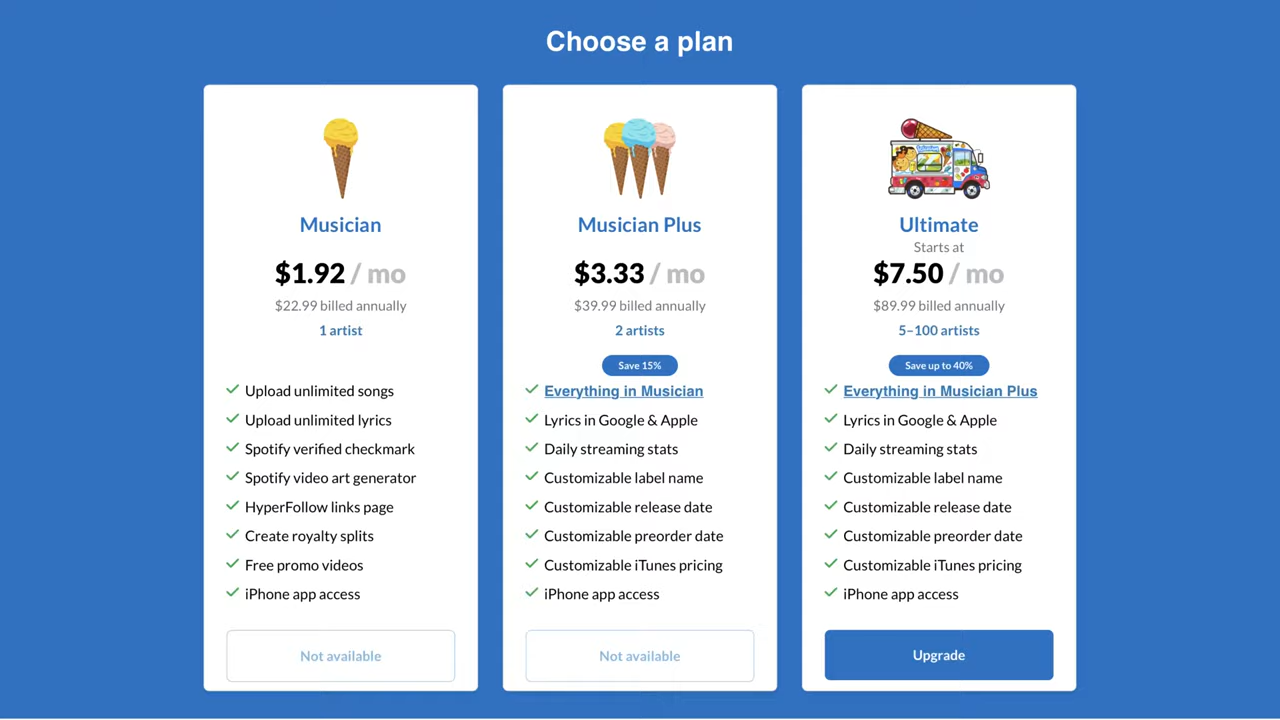 Choose a plan
Musician
$1.92 / mo
$22.99 billed annually
1 artist
Upload unlimited songs
Upload unlimited lyrics
Spotify verified checkmark
Spotify video art generator
HyperFollow links page
Create royalty splits
Free promo videos
iPhone app access
Not available
Musician Plus
$3.33 / mo
$39.99 billed annually
2 artists
Save 15%
Everything in Musician
Lyrics in Google & Apple
Daily streaming stats
Customizable label name
Customizable release date
Customizable preorder date
Customizable iTunes pricing
iPhone app access
Not available
Ultimate
Starts at
$7.50 / mo
$89.99 billed annually
5–100 artists
Save up to 40%
Everything in Musician Plus
Lyrics in Google & Apple
Daily streaming stats
Customizable label name
Customizable release date
Customizable preorder date
Customizable iTunes pricing
iPhone app access
Upgrade